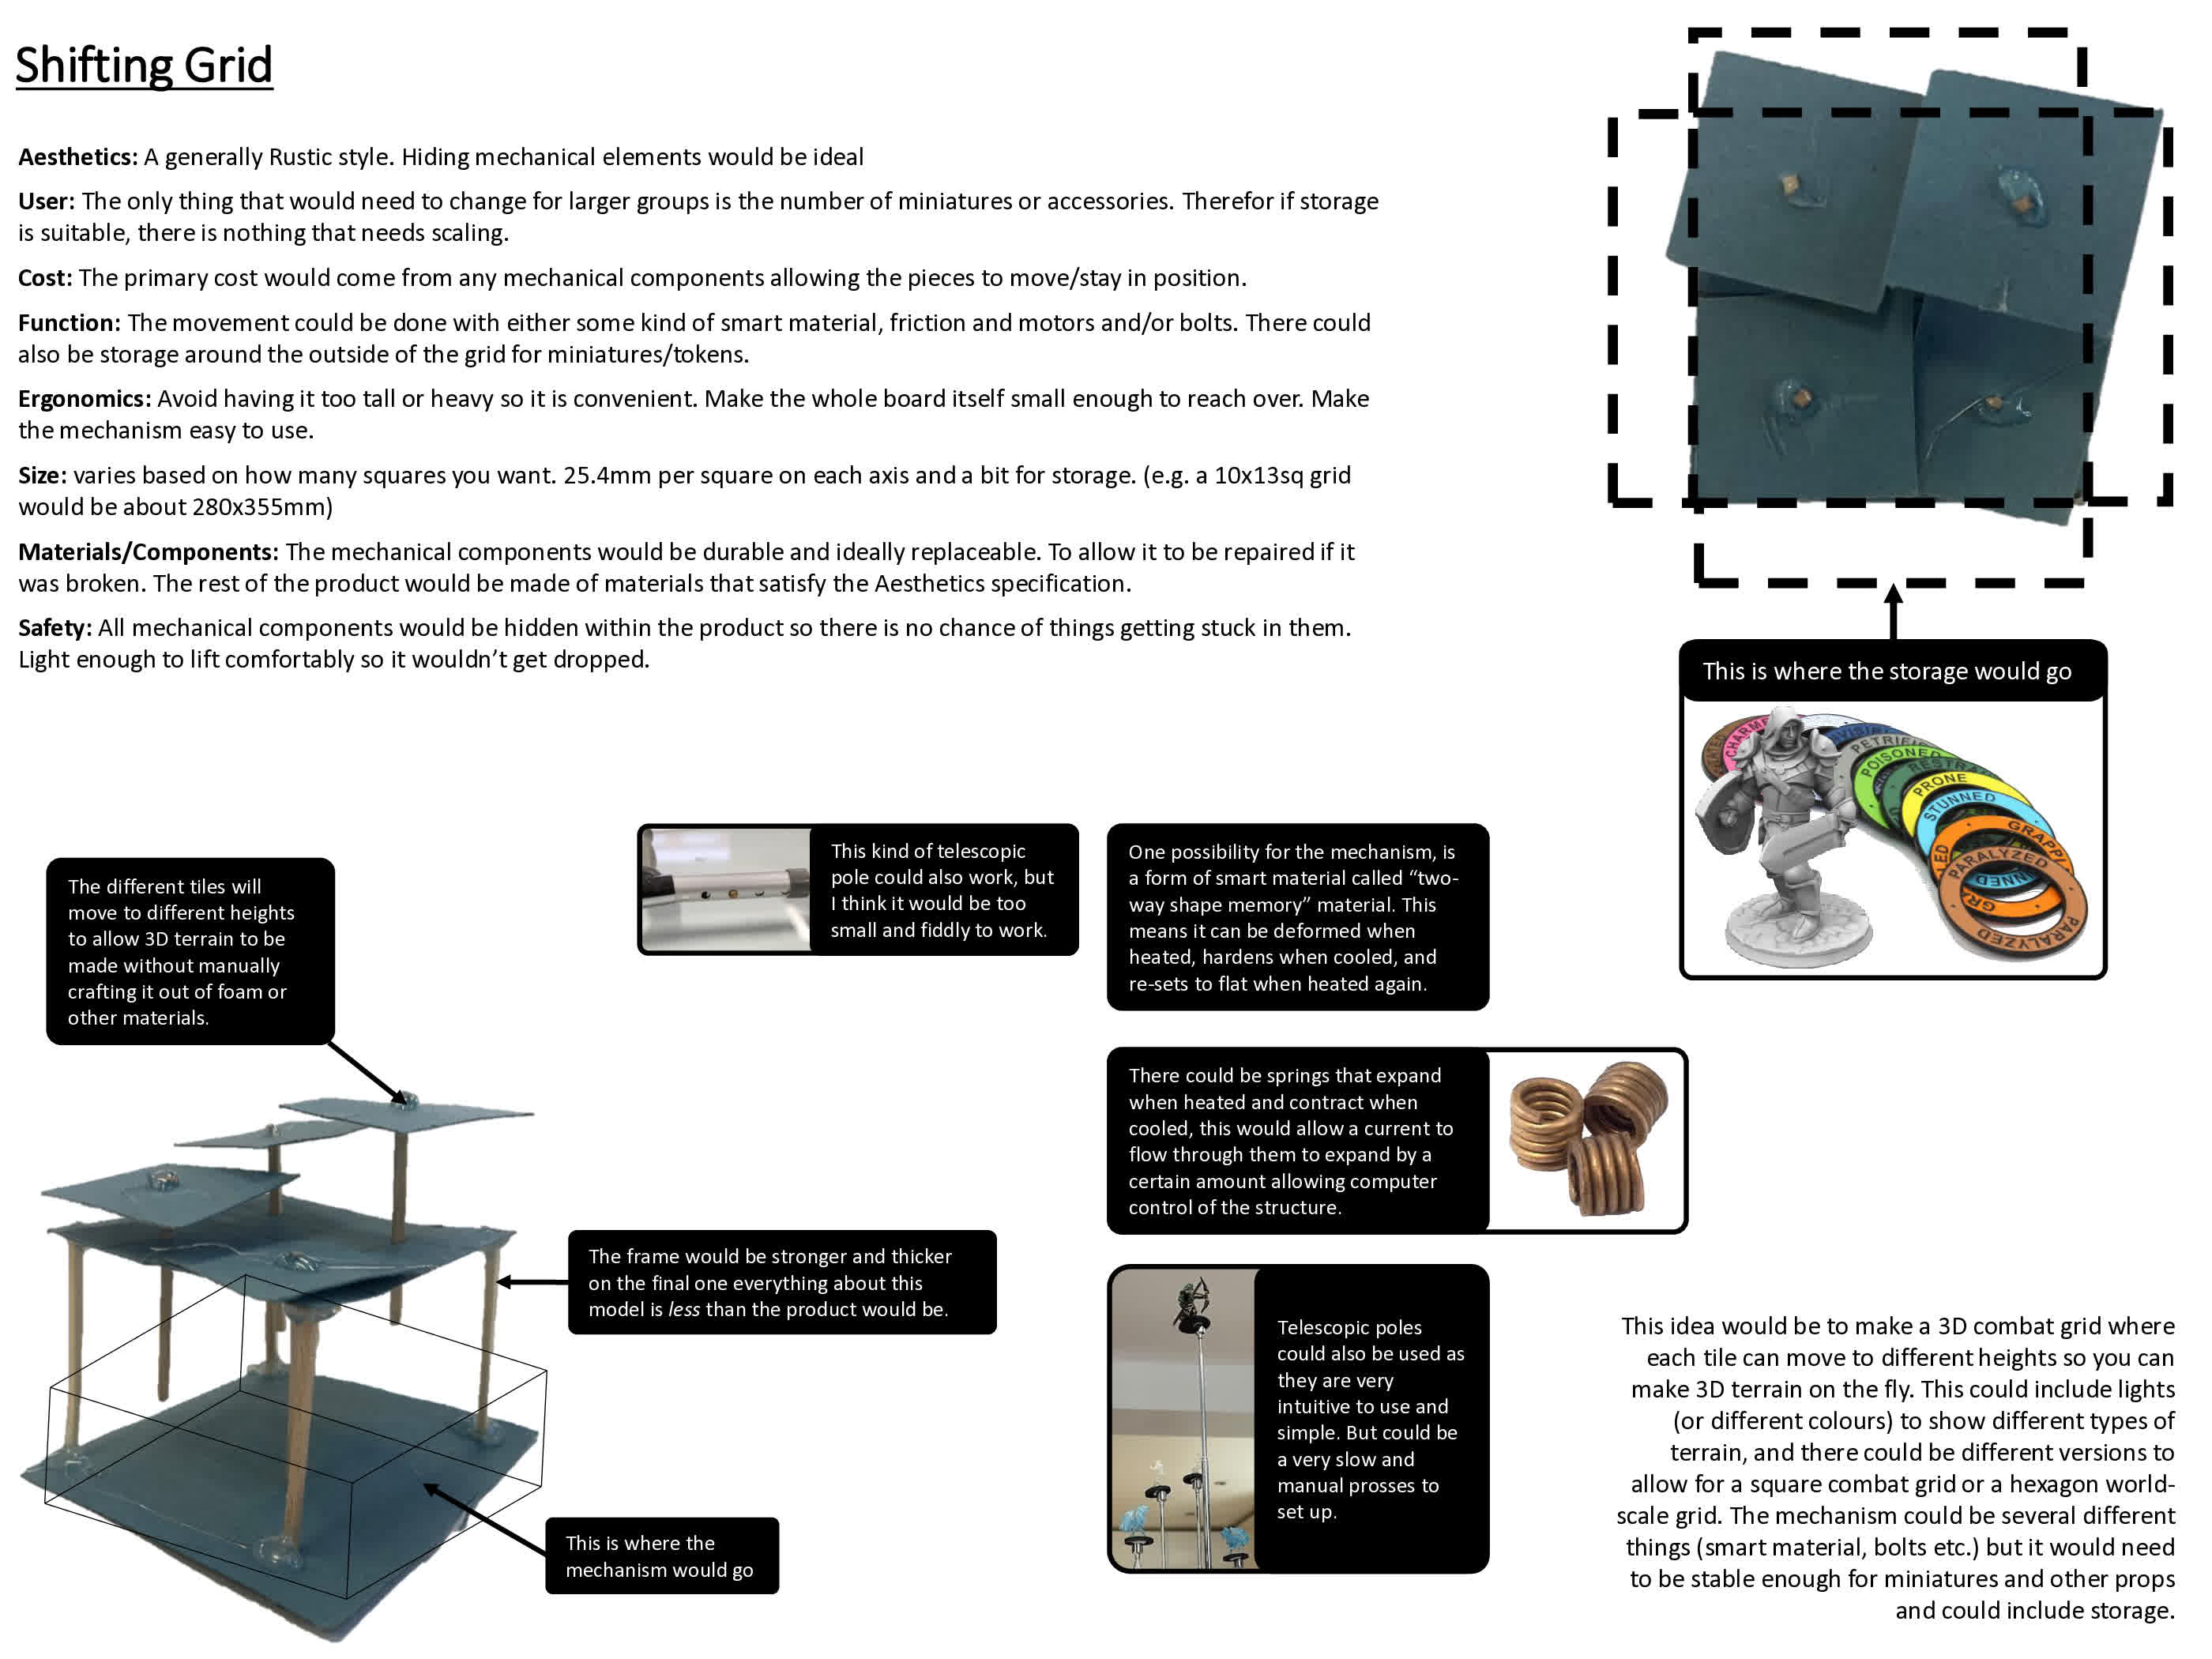 Shifting Grid
Aesthetics: A generally Rustic style. Hiding mechanical elements would be ideal
User: The only thing that would need to change for larger groups is the number of miniatures or accessories. Therefor if storage
is suitable, there is nothing that needs scaling.
Cost: The primary cost would come from any mechanical components allowing the pieces to move/stay in position.
Function: The movement could be done with either some kind of smart material, friction and motors and/or bolts. There could
also be storage around the outside of the grid for miniatures/tokens.
Ergonomics: Avoid having it too tall or heavy so it is convenient. Make the whole board itself small enough to reach over. Make
the mechanism easy to use.
Size: varies based on how many squares you want. 25.4mm per square on each axis and a bit for storage. (e.g. a 10x13sq grid
would be about 280x355mm)
Materials/Components: The mechanical components would be durable and ideally replaceable. To allow it to be repaired if it
was broken. The rest of the product would be made of materials that satisfy the Aesthetics specification.
Safety: All mechanical components would be hidden within the product so there is no chance of things getting stuck in them.
Light enough to lift comfortably so it wouldn't get dropped.
This is where the storage would go
PETRIFI
POISONED
RESTRA
PRONE
STUNNED
GRAPP
PARALYZED
PARALYZED
PARALYZED
The different tiles will
move to different heights
to allow 3D terrain to be
made without manually
crafting it out of foam or
other materials.
This kind of telescopic
pole could also work, but
I think it would be too
small and fiddly to work.
One possibility for the mechanism, is
a form of smart material called “two-
way shape memory” material. This
means it can be deformed when
heated, hardens when cooled, and
re-sets to flat when heated again.
There could be springs that expand
when heated and contract when
cooled, this would allow a current to
flow through them to expand by a
certain amount allowing computer
control of the structure.
The frame would be stronger and thicker
on the final one everything about this
model is less than the product would be.
Telescopic poles
could also be used as
they are very
intuitive to use and
simple. But could be
a very slow and
manual prosses to
set up.
This is where the
mechanism would go
This idea would be to make a 3D combat grid where
each tile can move to different heights so you can
make 3D terrain on the fly. This could include lights
(or different colours) to show different types of
terrain, and there could be different versions to
allow for a square combat grid or a hexagon world-
scale grid. The mechanism could be several different
things (smart material, bolts etc.) but it would need
to be stable enough for miniatures and other props
and could include storage.